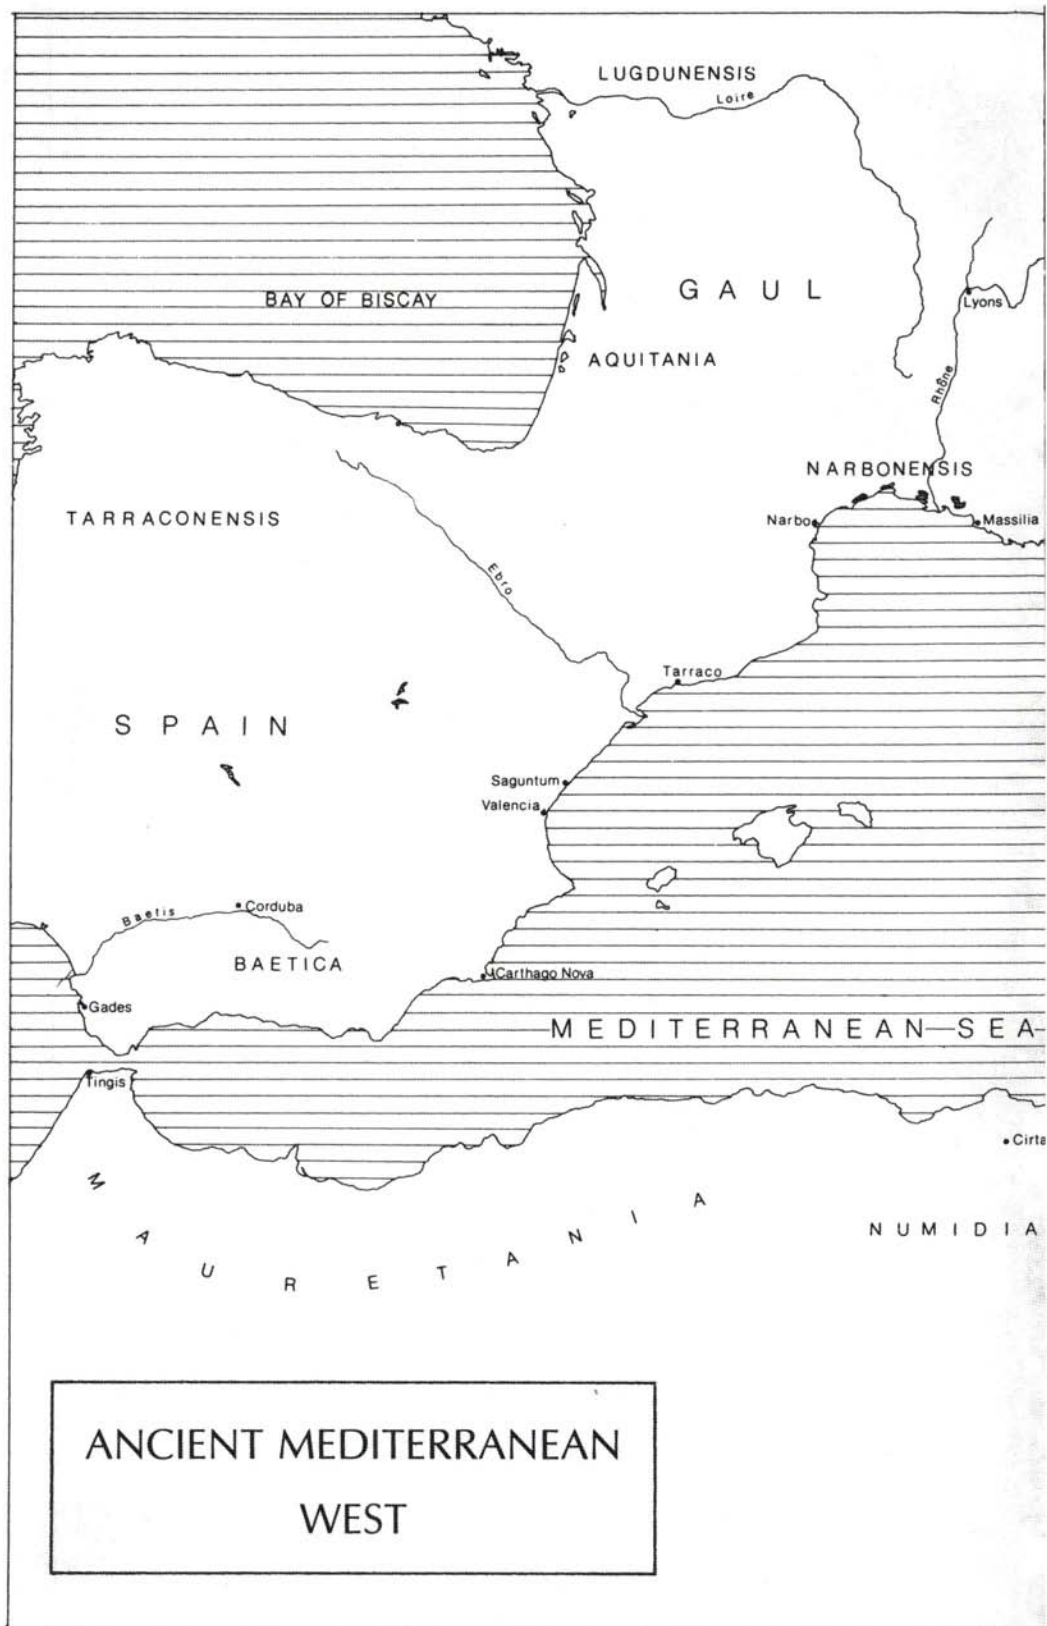 LUGDUNENSIS
Loire
GAUL
BAY OF BISCAY
Lyons
AQUITANIA
Rhône
NARBONENSIS
TARRACONENSIS
Narbo
Massilia
Ebro
Tarraco
SPAIN
Saguntum
Valencia
Baetis
Corduba
BAETICA
Carthago Nova
Gades
MEDITERRANEAN SEA
Tingis
Cirta
MAURETANIA
NUMIDIA
ANCIENT MEDITERRANEAN
WEST